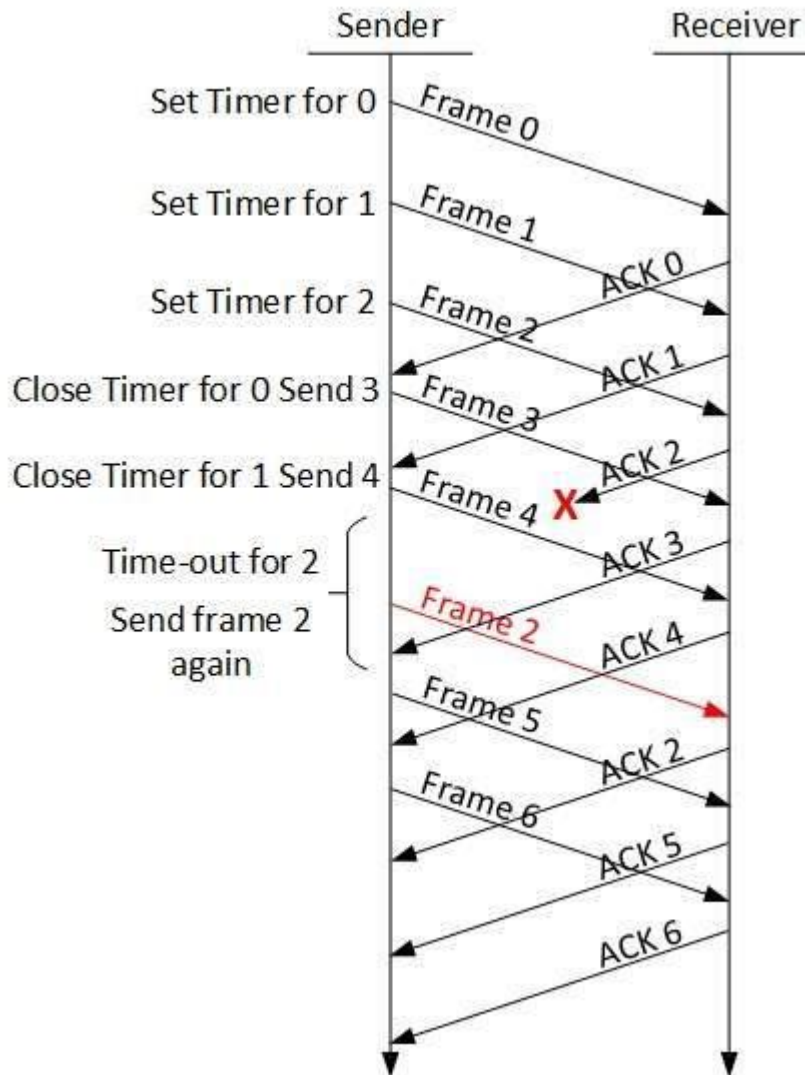 Sender
Receiver
Set Timer for 0
Frame 0
Set Timer for 1
Frame 1
ACK 0
Set Timer for 2
Frame 2
ACK 1
Close Timer for 0 Send 3
Frame 3
ACK 2
Close Timer for 1 Send 4
Frame 4
X
ACK 3
Time-out for 2
Send frame 2
again
Frame 2
ACK 4
Frame 5
ACK 2
Frame 6
ACK 5
ACK 6